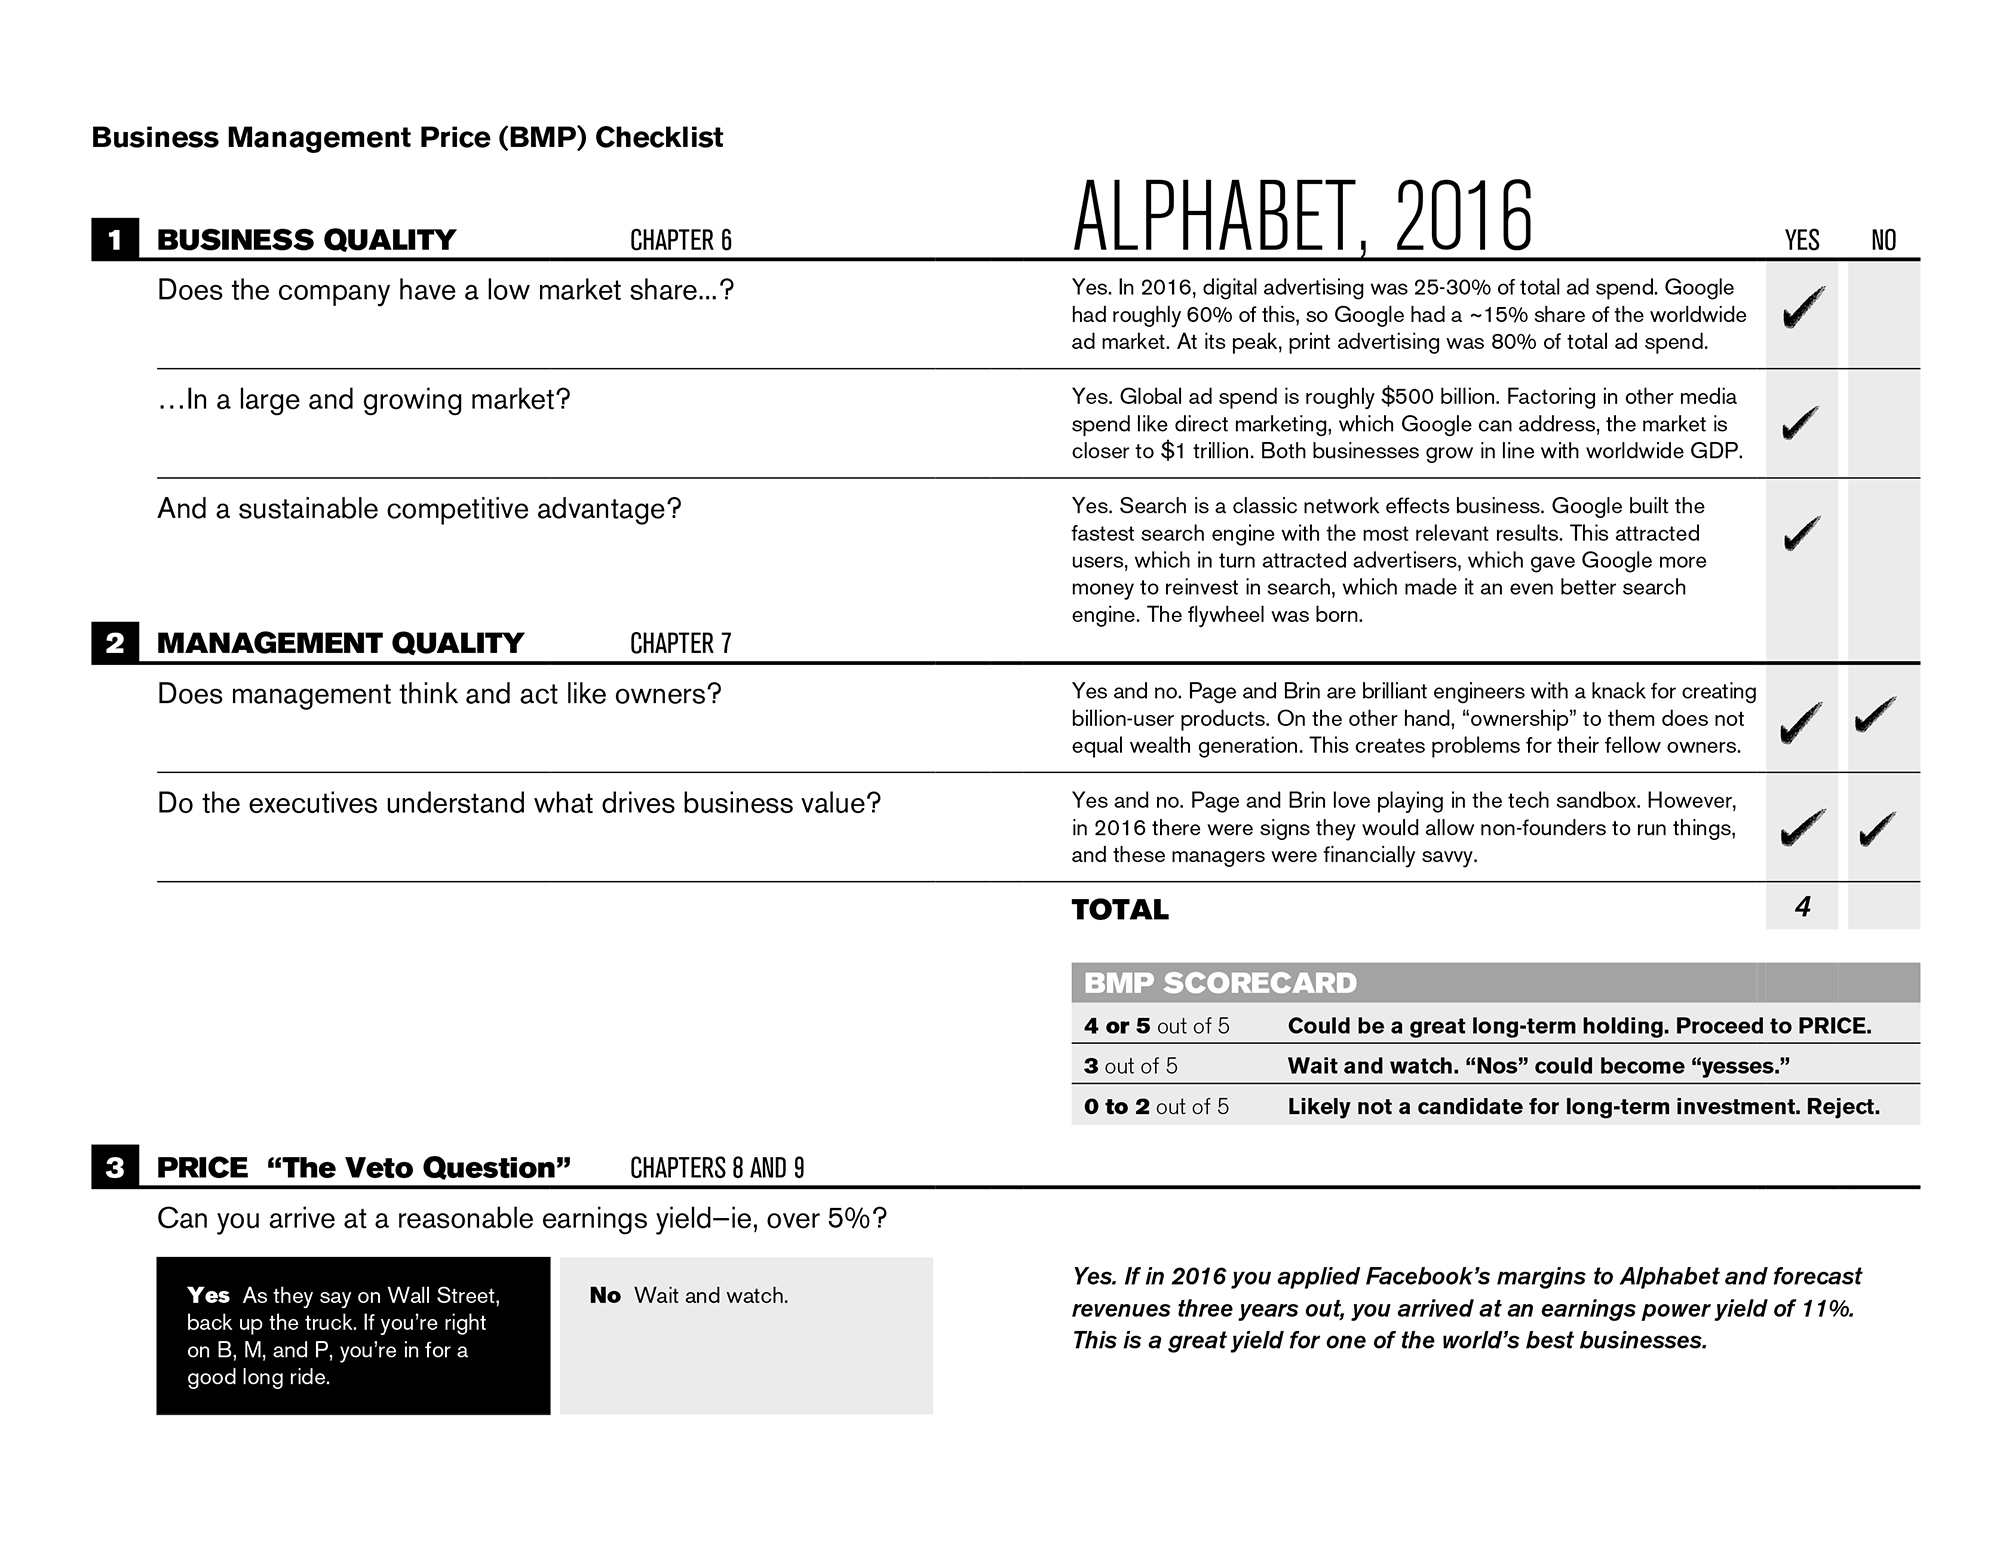 Business Management Price (BMP) Checklist
ALPHABET, 2016
1 BUSINESS QUALITY CHAPTER 6 YES NO
Does the company have a low market share...?
Yes. In 2016, digital advertising was 25-30% of total ad spend. Google
had roughly 60% of this, so Google had a ~15% share of the worldwide
ad market. At its peak, print advertising was 80% of total ad spend.
…In a large and growing market?
Yes. Global ad spend is roughly $500 billion. Factoring in other media
spend like direct marketing, which Google can address, the market is
closer to $1 trillion. Both businesses grow in line with worldwide GDP.
And a sustainable competitive advantage?
Yes. Search is a classic network effects business. Google built the
fastest search engine with the most relevant results. This attracted
users, which in turn attracted advertisers, which gave Google more
money to reinvest in search, which made it an even better search
engine. The flywheel was born.
2 MANAGEMENT QUALITY CHAPTER 7
Does management think and act like owners?
Yes and no. Page and Brin are brilliant engineers with a knack for creating
billion-user products. On the other hand, “ownership” to them does not
equal wealth generation. This creates problems for their fellow owners.
Do the executives understand what drives business value?
Yes and no. Page and Brin love playing in the tech sandbox. However,
in 2016 there were signs they would allow non-founders to run things,
and these managers were financially savvy.
TOTAL 4
BMP SCORECARD
4 or 5 out of 5 Could be a great long-term holding. Proceed to PRICE.
3 out of 5 Wait and watch. “Nos” could become “yesses.”
0 to 2 out of 5 Likely not a candidate for long-term investment. Reject.
3 PRICE “The Veto Question” CHAPTERS 8 AND 9
Can you arrive at a reasonable earnings yield–ie, over 5%?
Yes As they say on Wall Street,
back up the truck. If you’re right
on B, M, and P, you’re in for a
good long ride.
No Wait and watch.
Yes. If in 2016 you applied Facebook’s margins to Alphabet and forecast
revenues three years out, you arrived at an earnings power yield of 11%.
This is a great yield for one of the world’s best businesses.